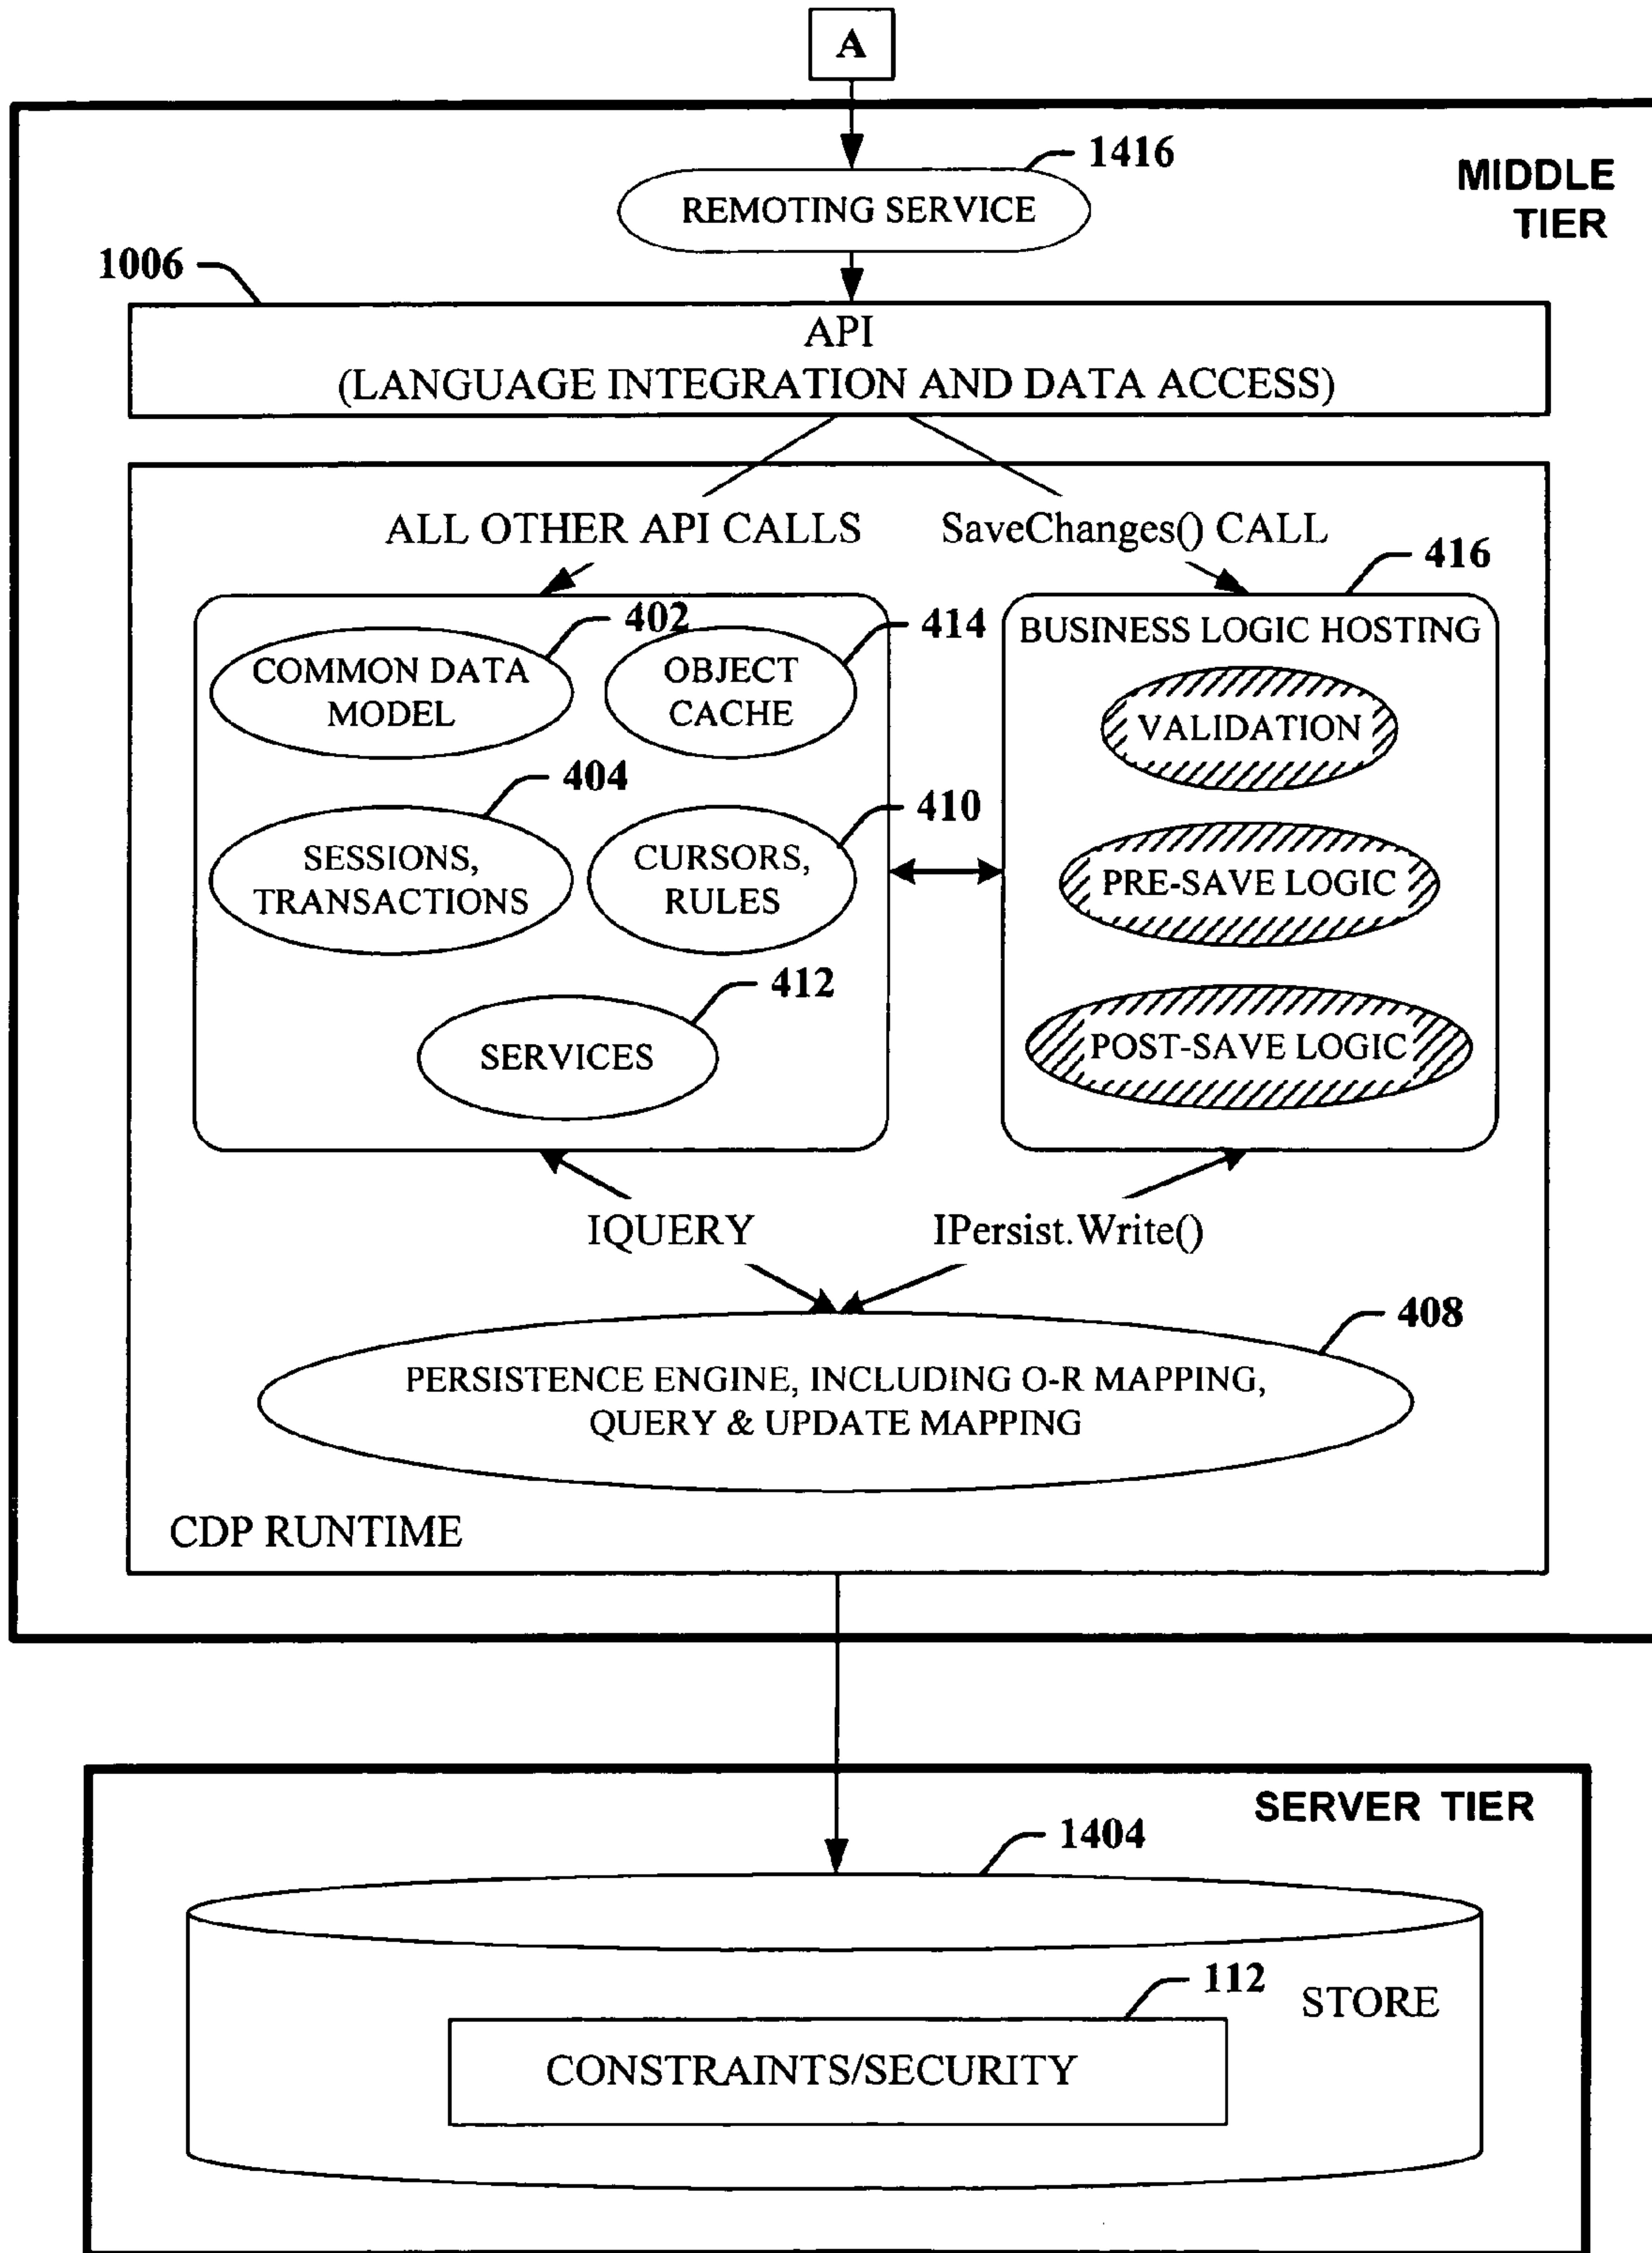 A
MIDDLE
TIER
1416
REMOTING SERVICE
1006
API
(LANGUAGE INTEGRATION AND DATA ACCESS)
ALL OTHER API CALLS
SaveChanges() CALL
416
402
414
COMMON DATA
MODEL
OBJECT
CACHE
BUSINESS LOGIC HOSTING
VALIDATION
404
410
SESSIONS,
TRANSACTIONS
CURSORS,
RULES
PRE-SAVE LOGIC
412
SERVICES
POST-SAVE LOGIC
IQUERY
IPersist.Write()
408
PERSISTENCE ENGINE, INCLUDING O-R MAPPING,
QUERY & UPDATE MAPPING
CDP RUNTIME
SERVER TIER
1404
112
STORE
CONSTRAINTS/SECURITY